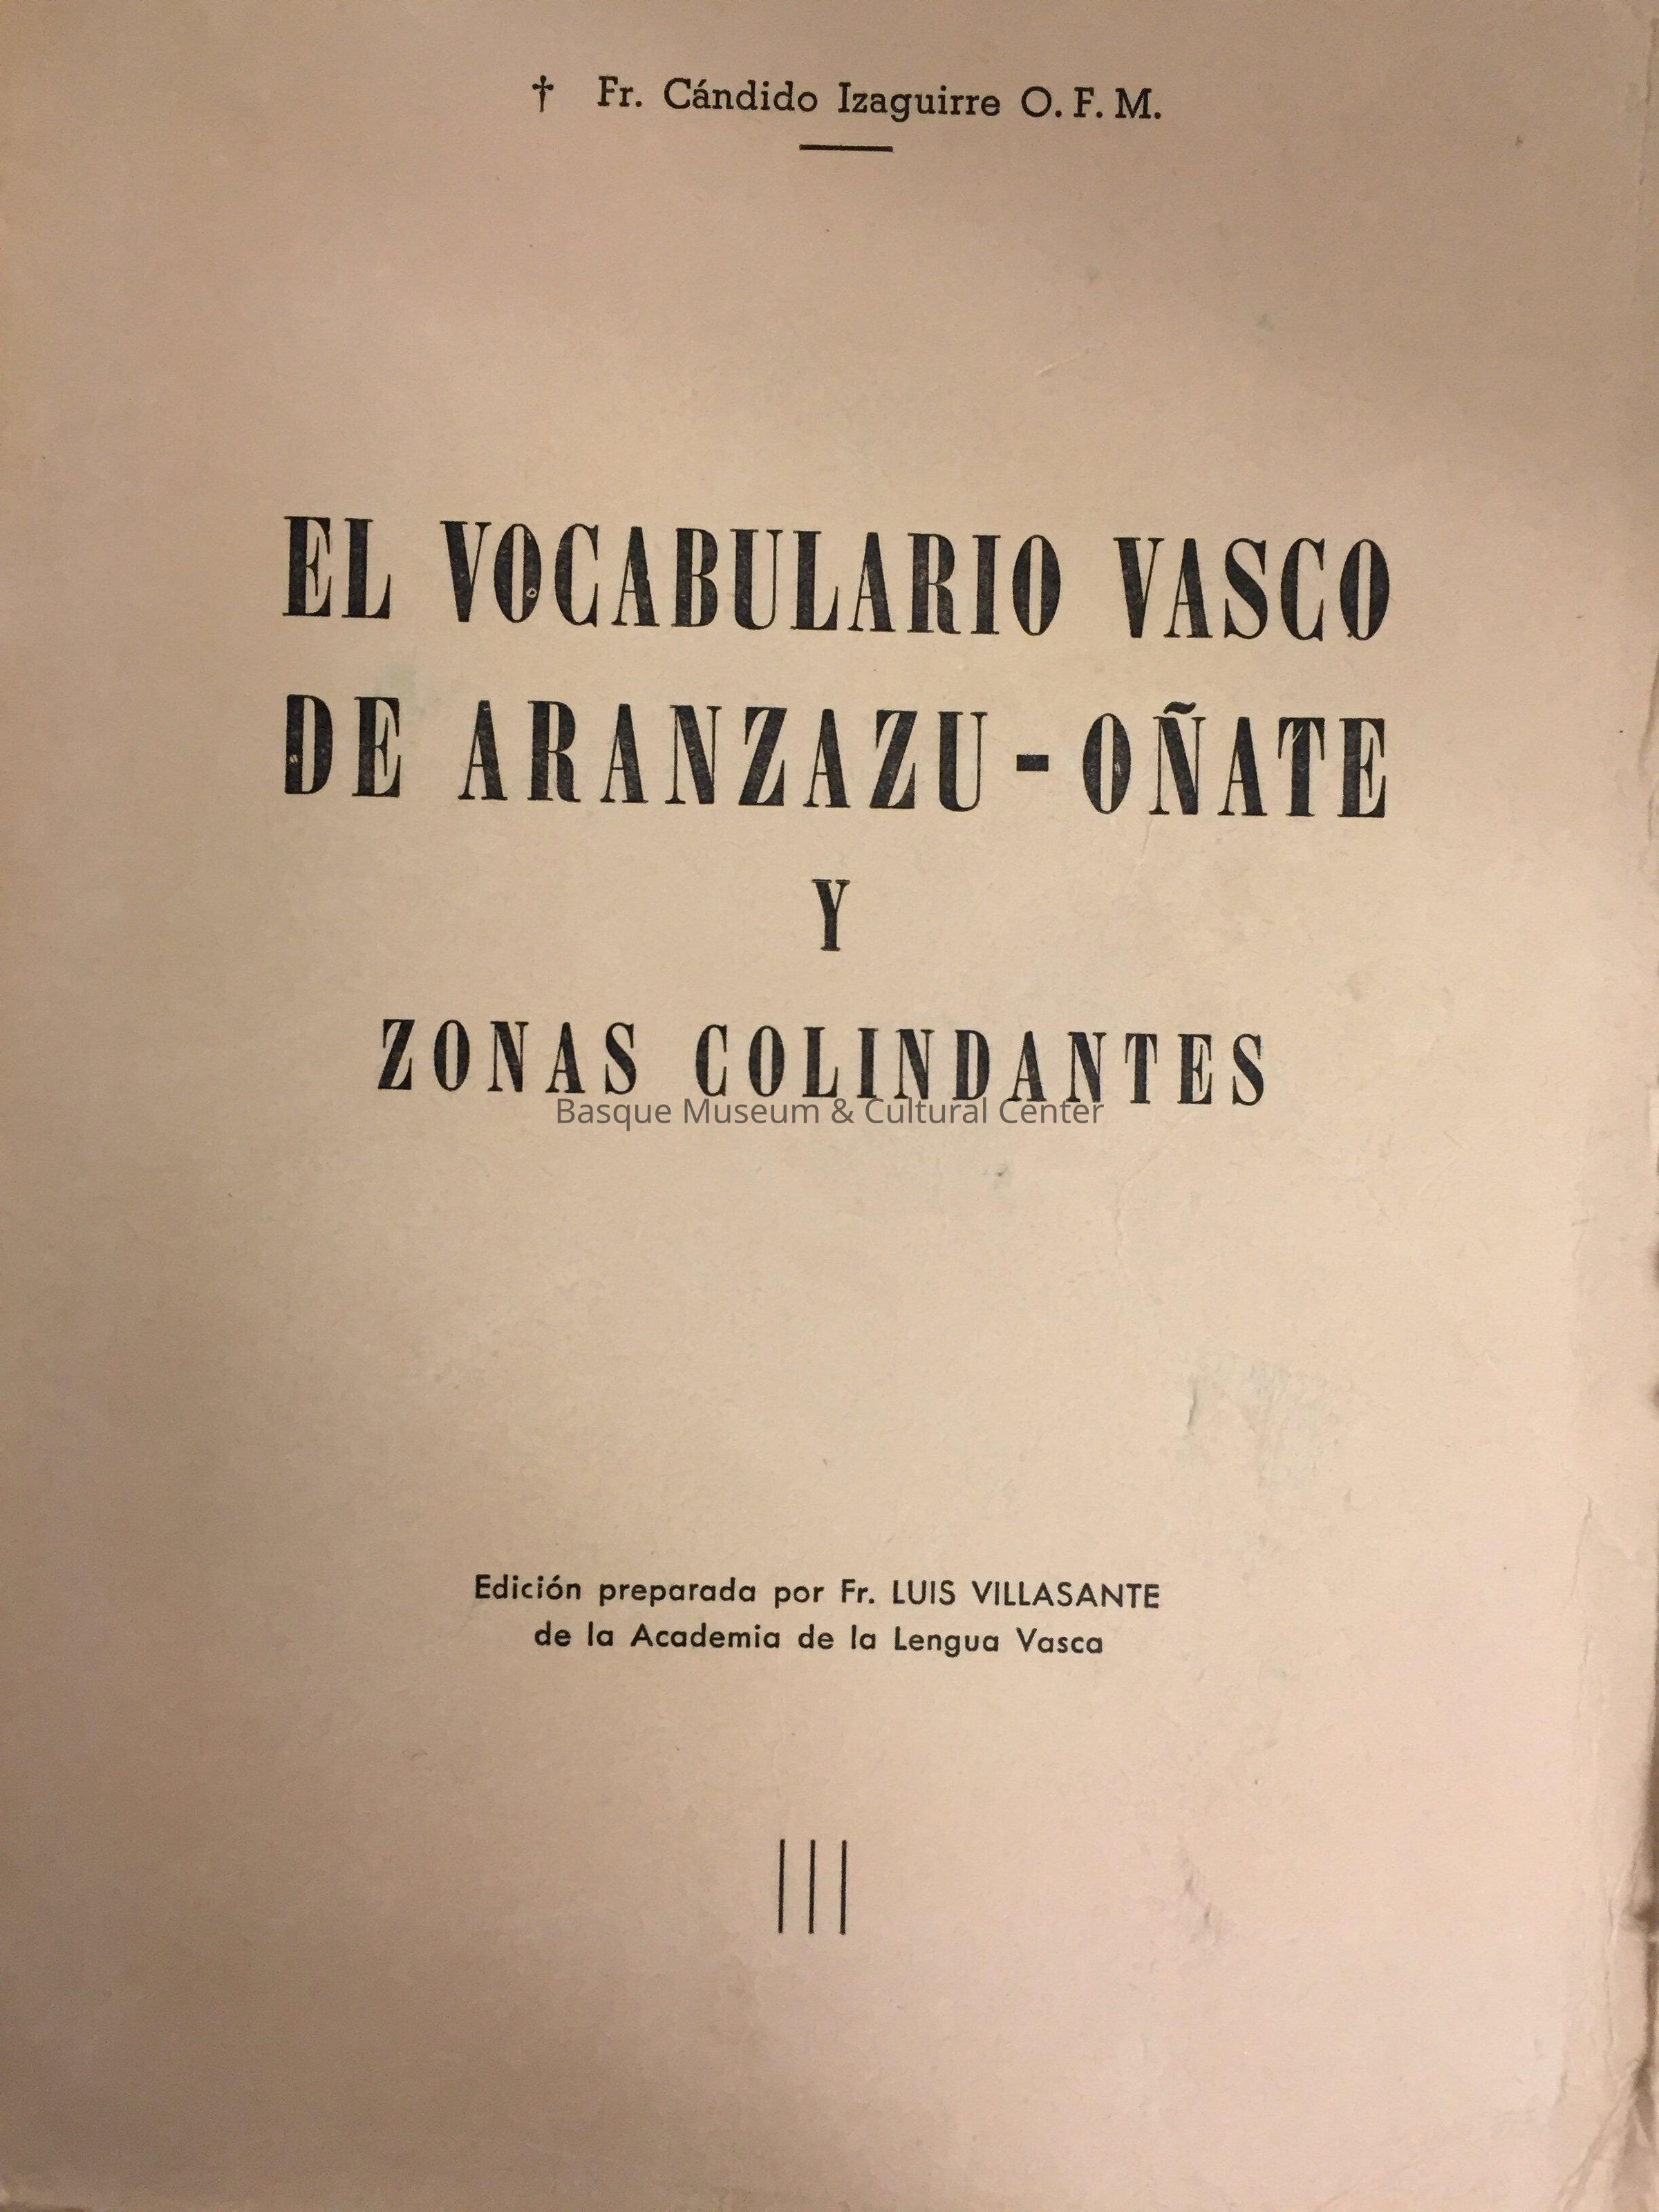 † Fr. Cándido Izaguirre O. F. M.
EL VOCABULARIO VASCO
DE ARANZAZU - OÑATE
Y
ZONAS COLINDANTES
Basque Museum & Cultural Center
Edición preparada por Fr. LUIS VILLASANTE
de la Academia de la Lengua Vasca